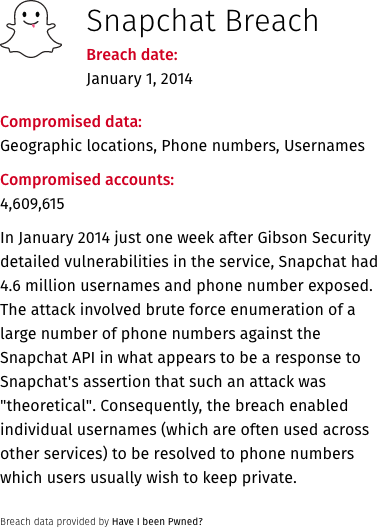 Snapchat Breach
Breach date:
January 1, 2014
Compromised data:
Geographic locations, Phone numbers, Usernames
Compromised accounts:
4,609,615
In January 2014 just one week after Gibson Security
detailed vulnerabilities in the service, Snapchat had
4.6 million usernames and phone number exposed.
The attack involved brute force enumeration of a
large number of phone numbers against the
Snapchat API in what appears to be a response to
Snapchat's assertion that such an attack was
"theoretical". Consequently, the breach enabled
individual usernames (which are often used across
other services) to be resolved to phone numbers
which users usually wish to keep private.
Breach data provided by Have I been Pwned?